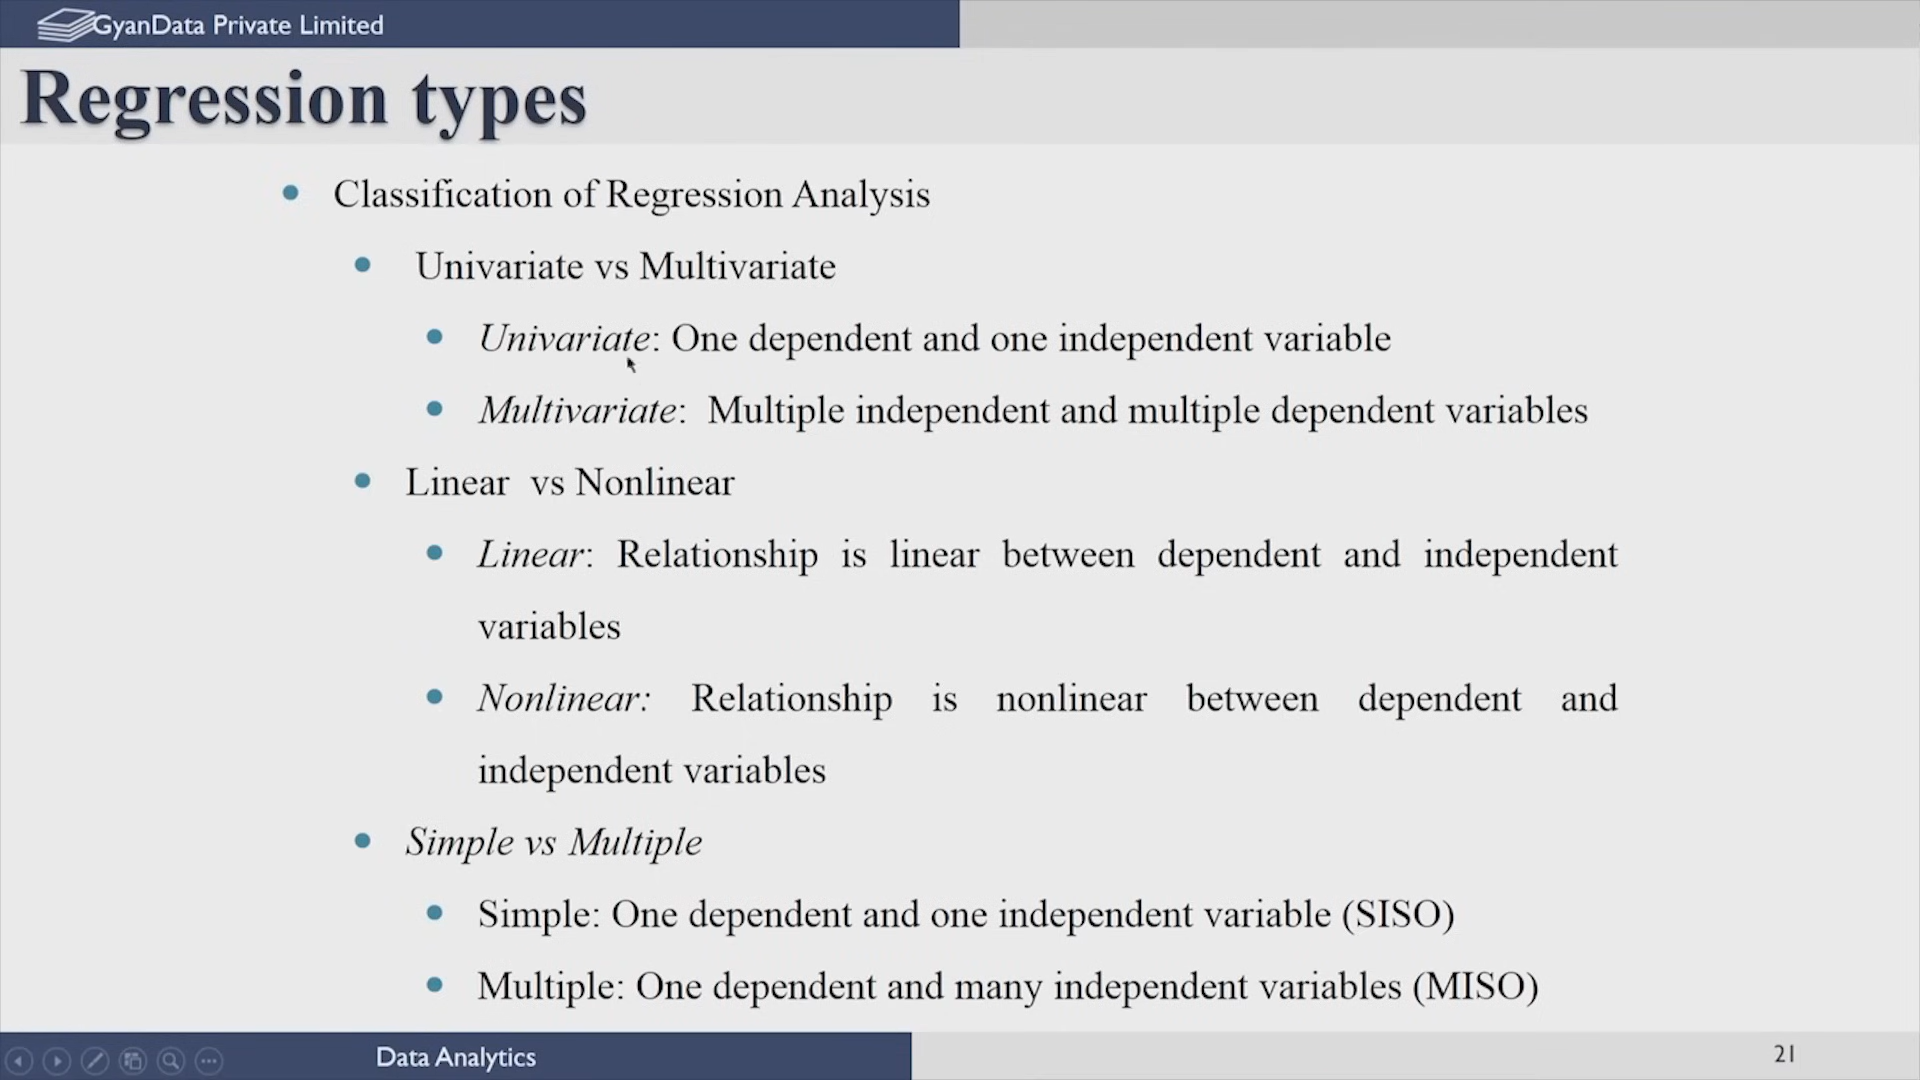 GyanData Private Limited
Regression types
Classification of Regression Analysis
Univariate vs Multivariate
Univariate: One dependent and one independent variable
Multivariate: Multiple independent and multiple dependent variables
Linear vs Nonlinear
Linear: Relationship is linear between dependent and independent
variables
Nonlinear: Relationship is nonlinear between dependent and
independent variables
Simple vs Multiple
Simple: One dependent and one independent variable (SISO)
Multiple: One dependent and many independent variables (MISO)
Data Analytics
21